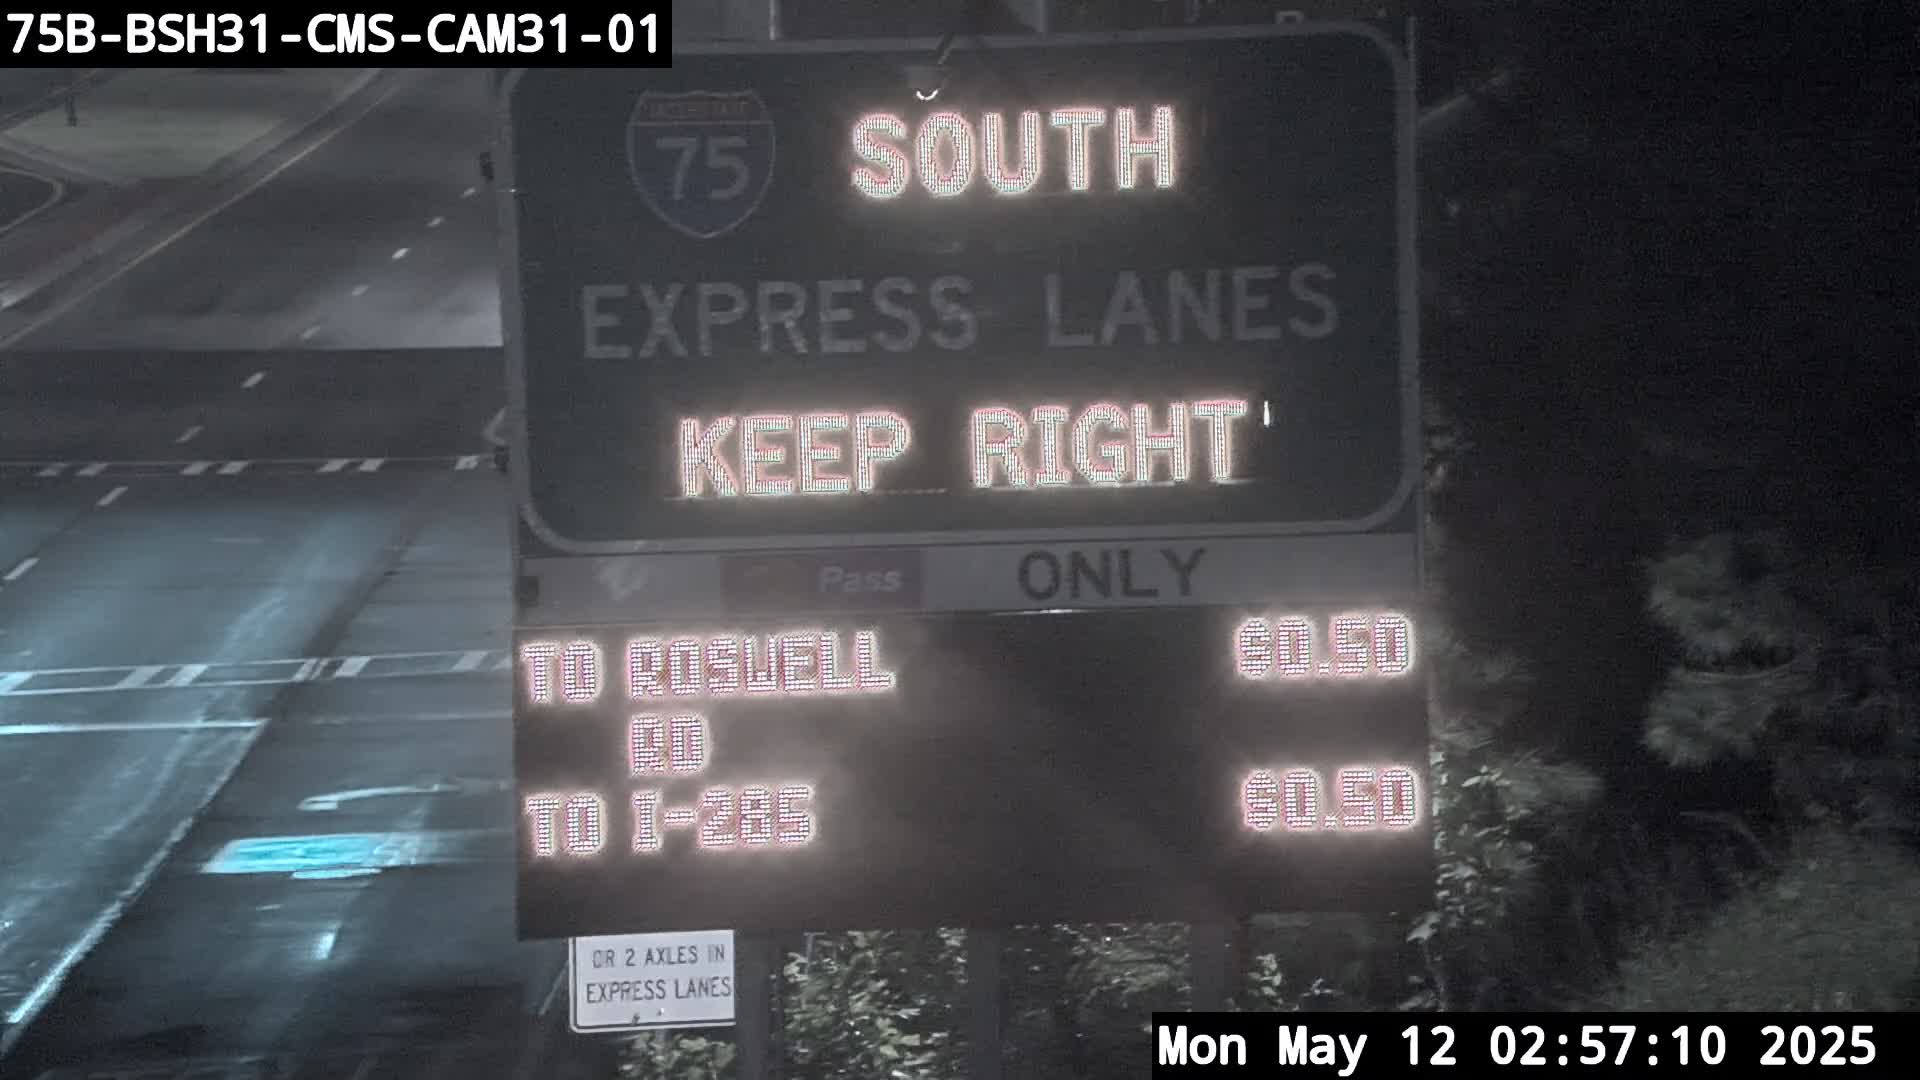 75B-BSH31-CMS-CAM31-01
INTERSTATE
75
SOUTH
EXPRESS LANES
KEEP RIGHT
Pass ONLY
TO ROSWELL $0.50
RD
TO I-285 $0.50
OR 2 AXLES IN
EXPRESS LANES
Mon May 12 02:57:10 2025